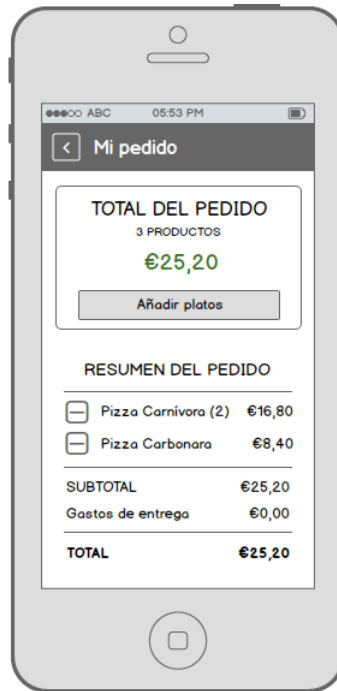 ABC 05:53 PM
Mi pedido
TOTAL DEL PEDIDO
3 PRODUCTOS
€25,20
Añadir platos
RESUMEN DEL PEDIDO
Pizza Carnívora (2) €16,80
Pizza Carbonara €8,40
SUBTOTAL €25,20
Gastos de entrega €0,00
TOTAL €25,20